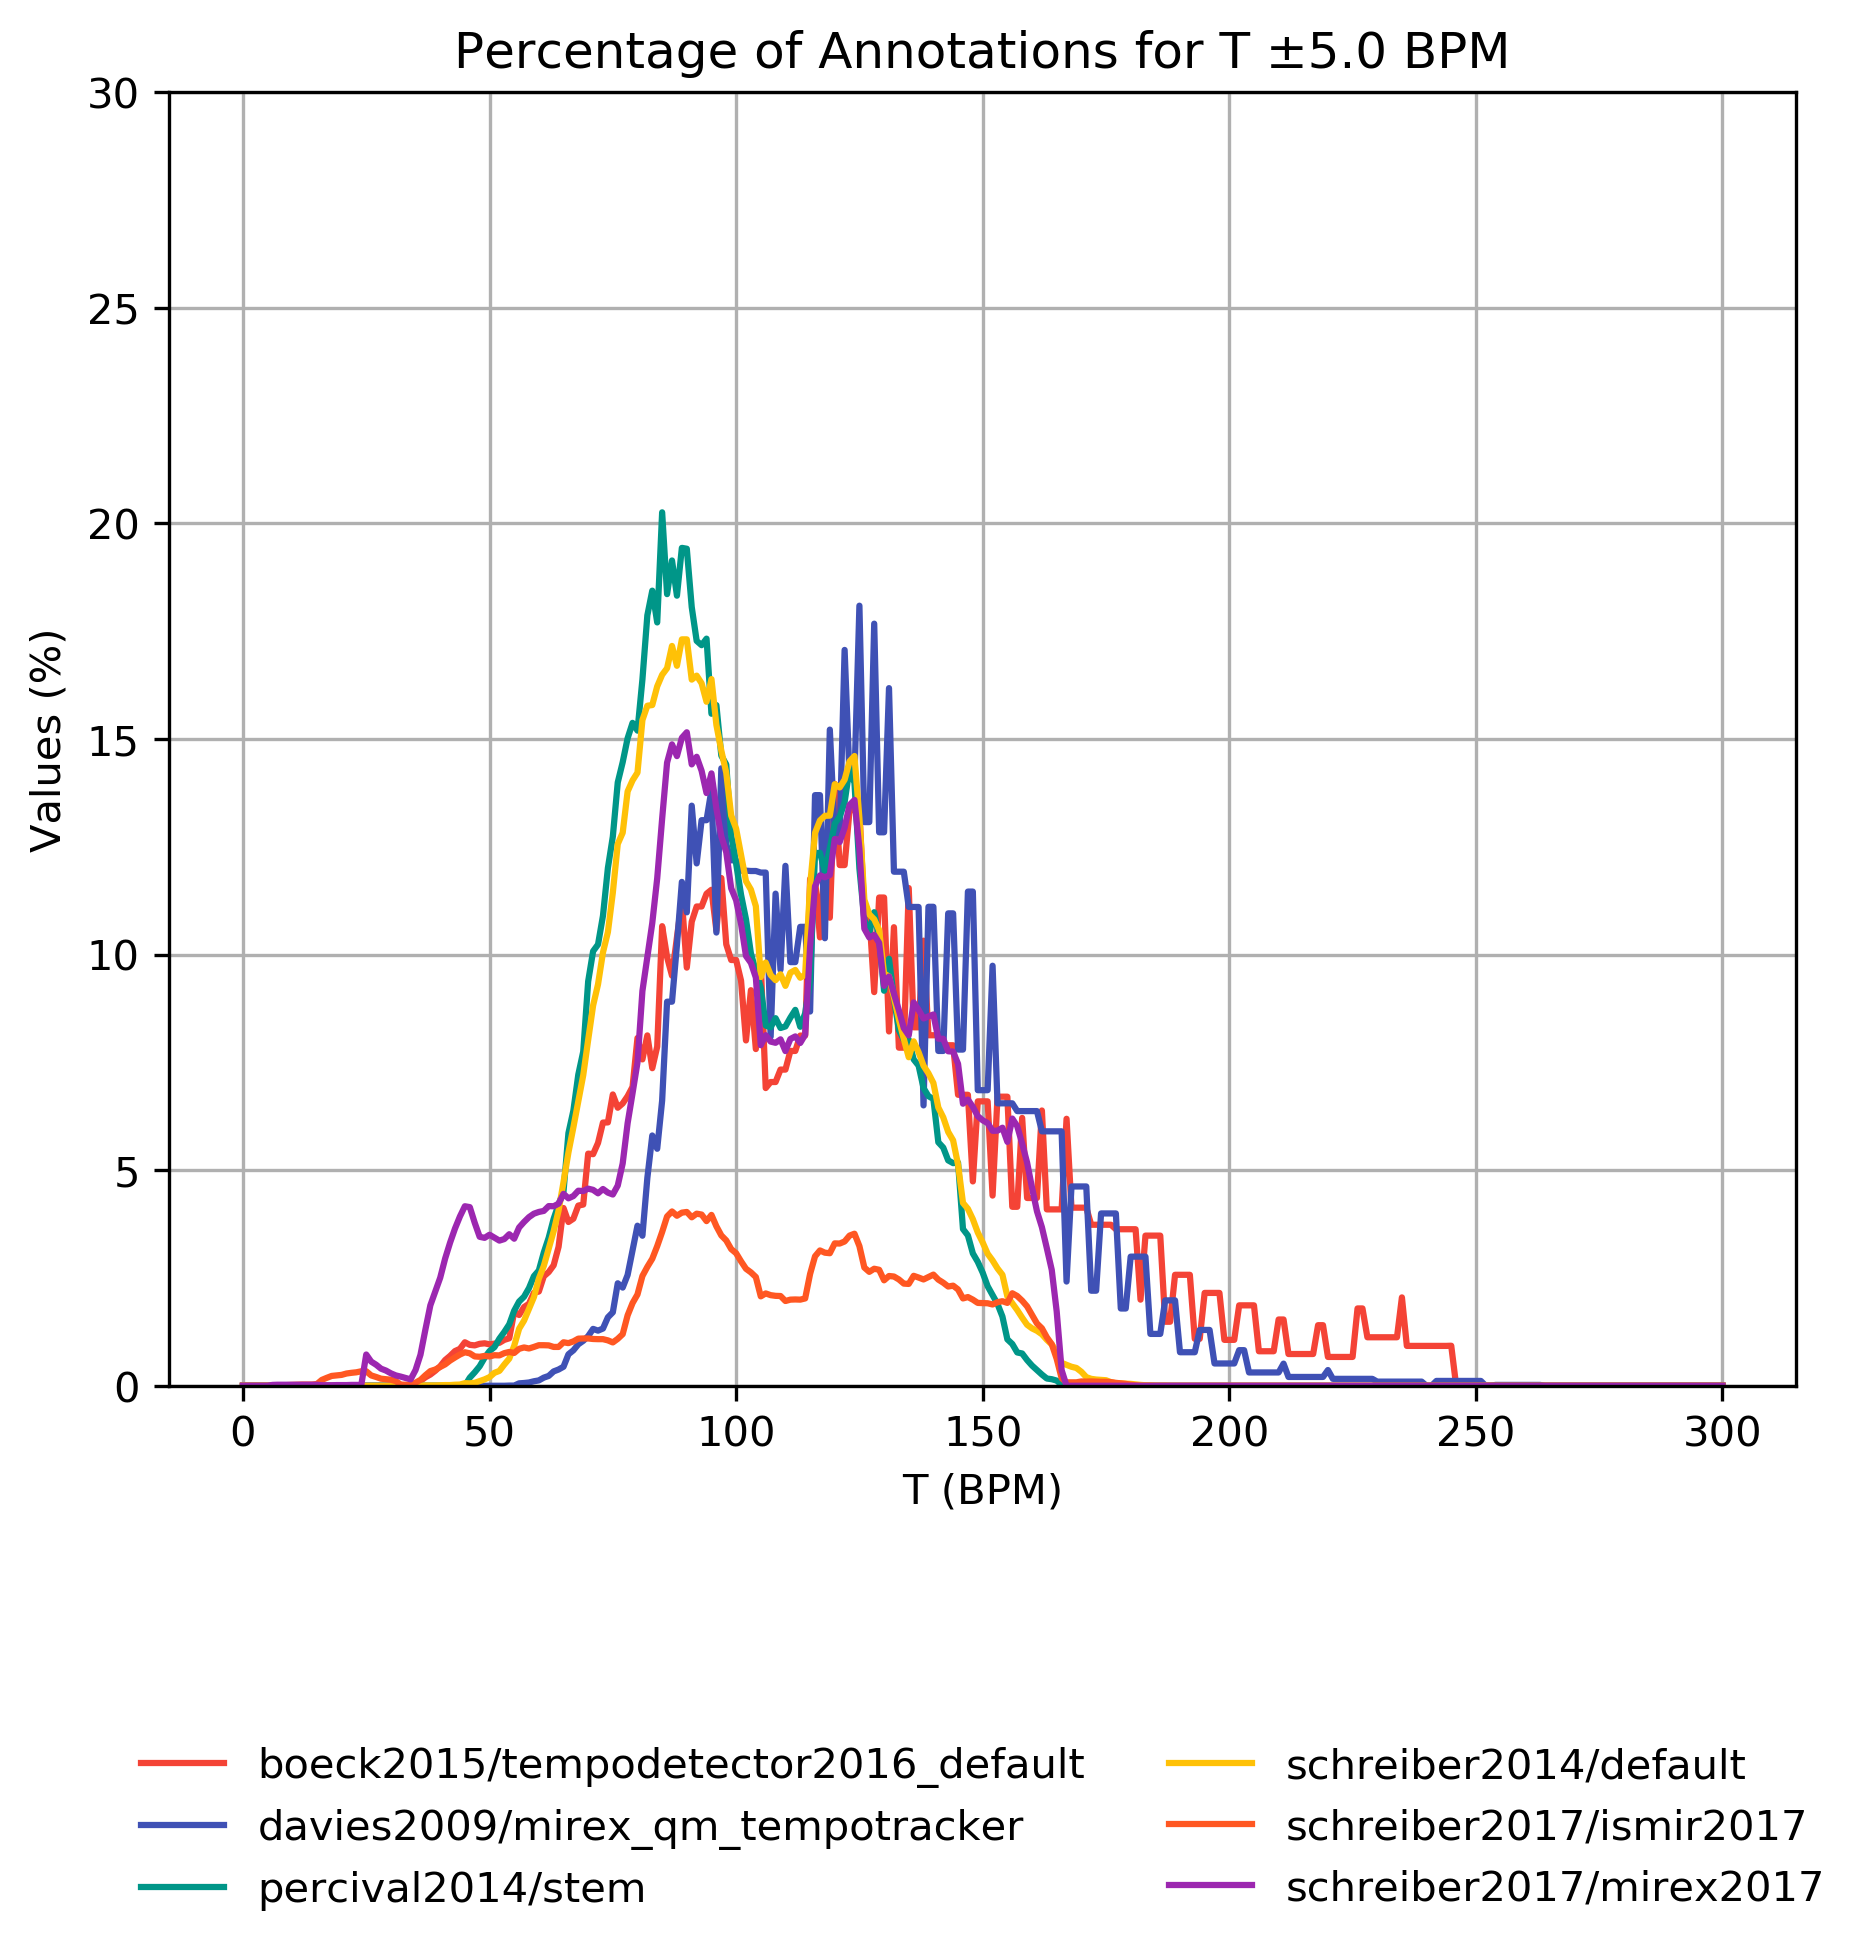 Percentage of Annotations for T ±5.0 BPM
30
25
20
15
10
5
0
Values (%)
0 50 100 150 200 250 300
T (BPM)
boeck2015/tempodetector2016_default
davies2009/mirex_qm_tempotracker
percival2014/stem
schreiber2014/default
schreiber2017/ismir2017
schreiber2017/mirex2017